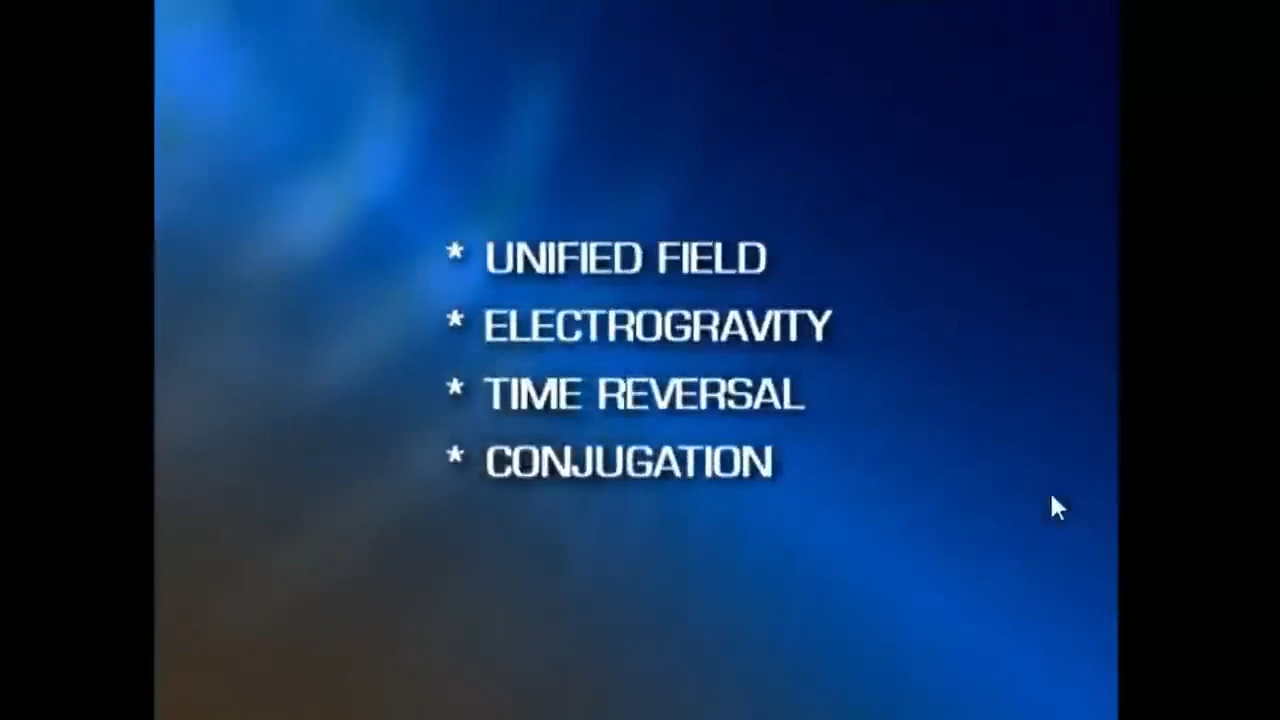 * UNIFIED FIELD
* ELECTROGRAVITY
* TIME REVERSAL
* CONJUGATION